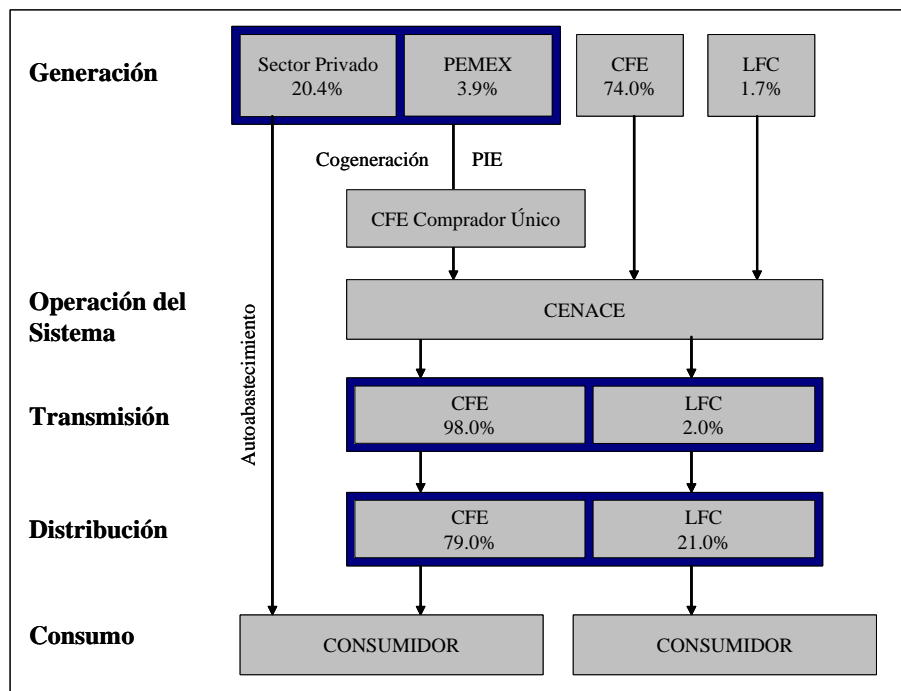 Generación
Sector Privado
20.4%
PEMEX
3.9%
CFE
74.0%
LFC
1.7%
Cogeneración
PIE
CFE Comprador Único
Operación del
Sistema
CENACE
Autoabastecimiento
Transmisión
CFE
98.0%
LFC
2.0%
Distribución
CFE
79.0%
LFC
21.0%
Consumo
CONSUMIDOR
CONSUMIDOR